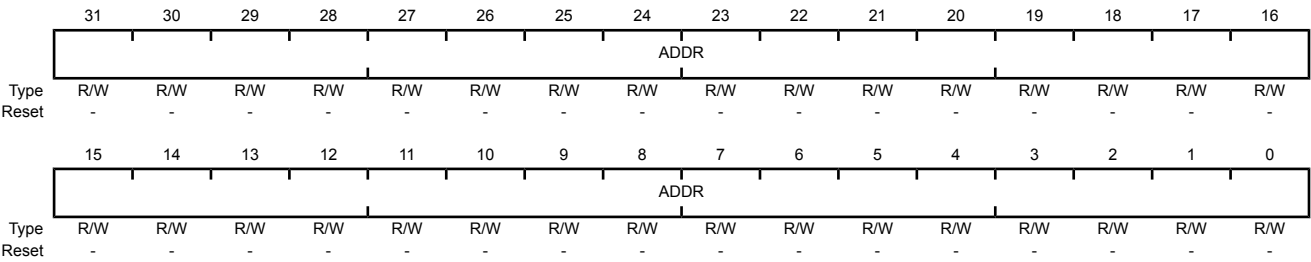 31 30 29 28 27 26 25 24 23 22 21 20 19 18 17 16
ADDR
Type R/W R/W R/W R/W R/W R/W R/W R/W R/W R/W R/W R/W R/W R/W R/W R/W
Reset - - - - - - - - - - - - - - - -
15 14 13 12 11 10 9 8 7 6 5 4 3 2 1 0
ADDR
Type R/W R/W R/W R/W R/W R/W R/W R/W R/W R/W R/W R/W R/W R/W R/W R/W
Reset - - - - - - - - - - - - - - - -